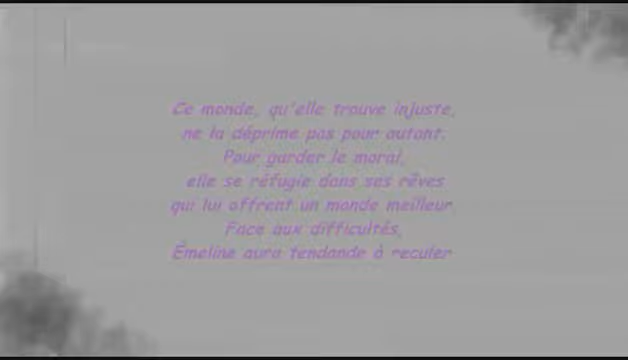 Ce monde, qu'elle trouve injuste,
ne la déprime pas pour autant.
Pour garder le moral,
elle se réfugie dans ses rêves
qui lui offrent un monde meilleur.
Face aux difficultés,
Émeline aura tendande à reculer